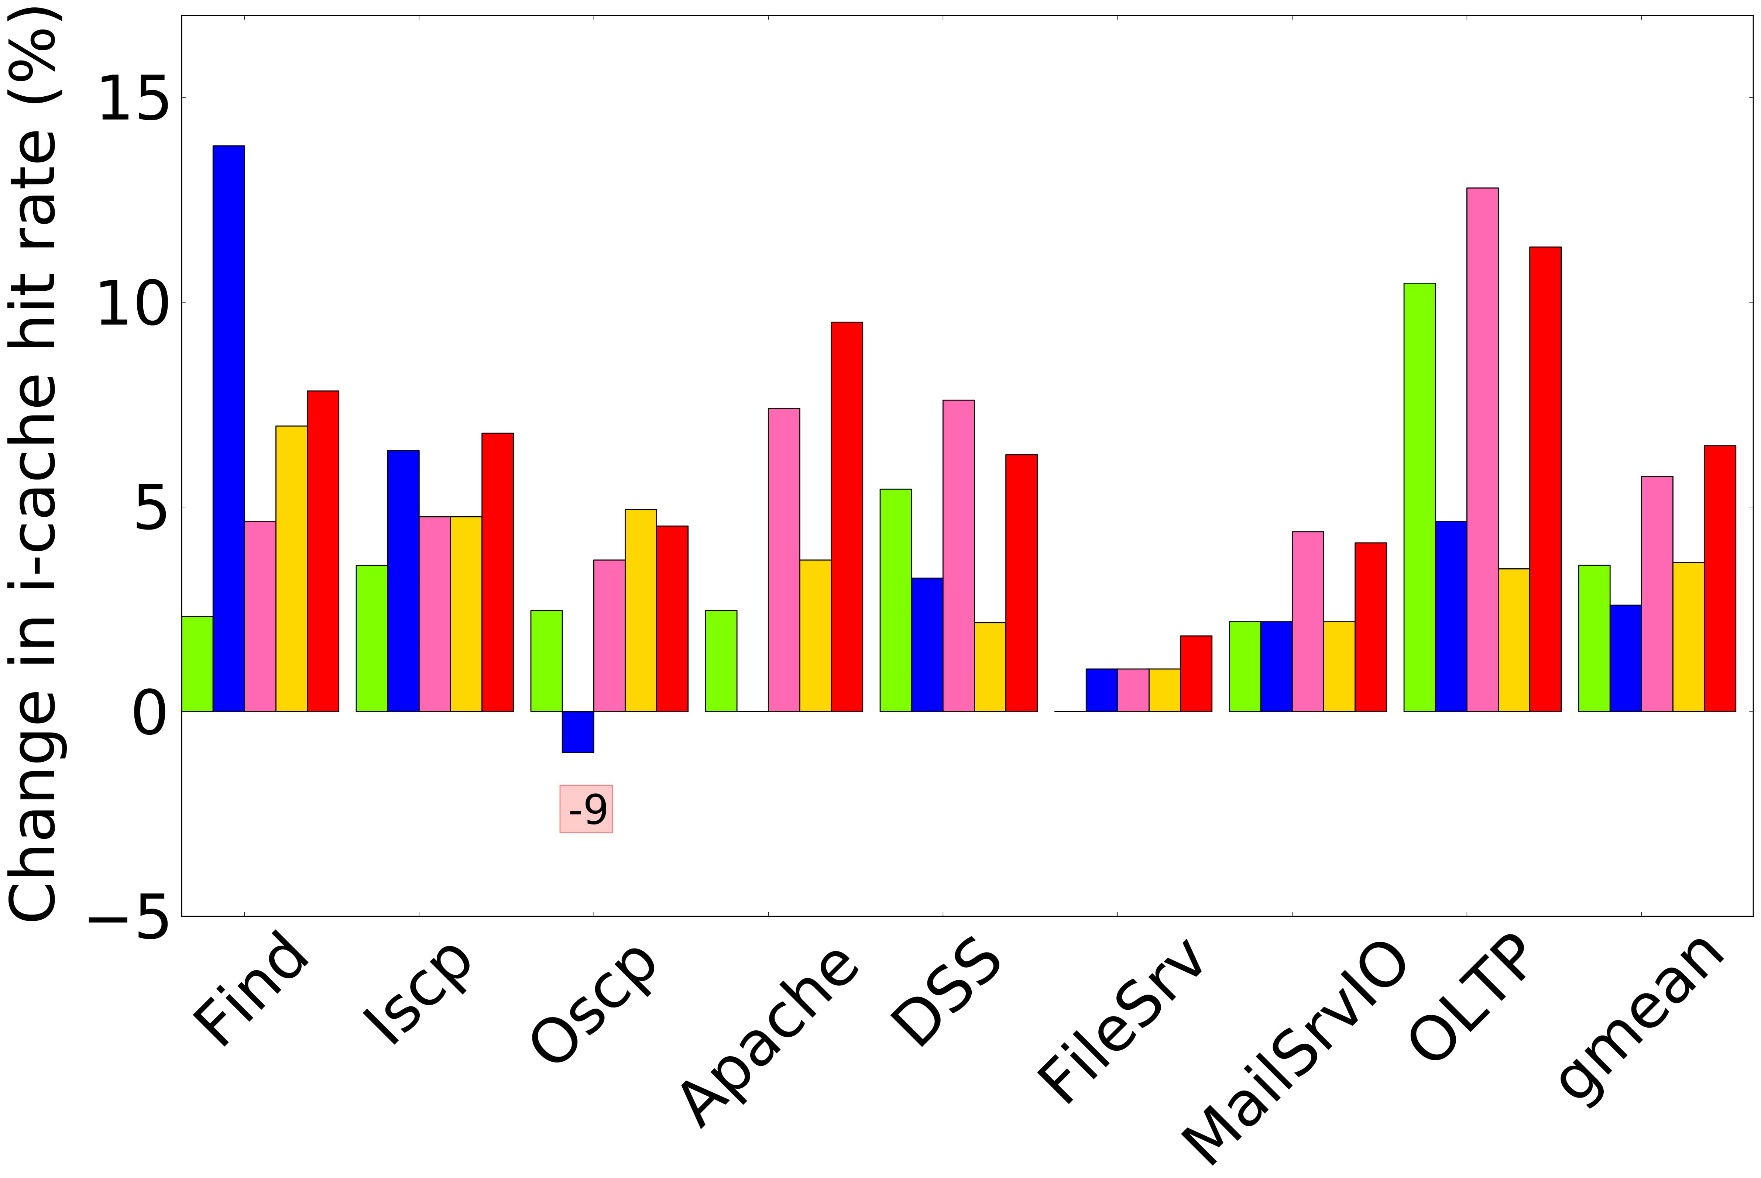 Change in i-cache hit rate (%)
15
10
5
0
−5
-9
Find
Iscp
Oscp
Apache
DSS
FileSrv
MailSrvIO
OLTP
gmean